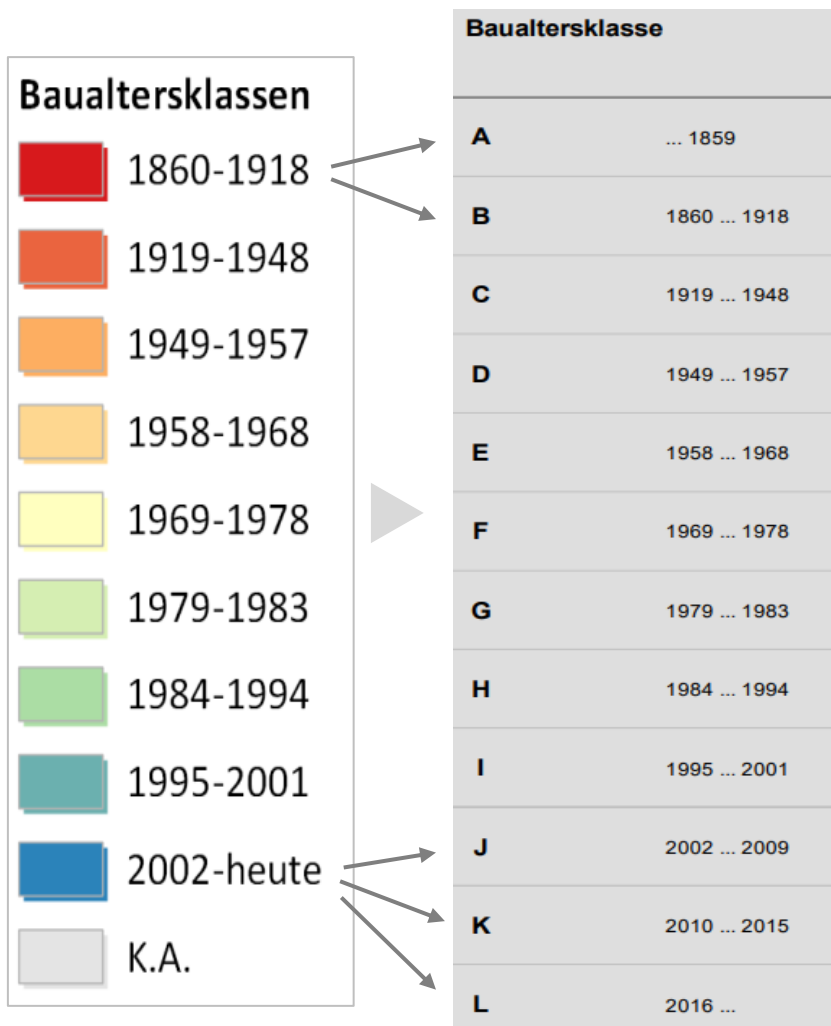 Baualtersklassen
1860-1918
1919-1948
1949-1957
1958-1968
1969-1978
1979-1983
1984-1994
1995-2001
2002-heute
K.A.
Baualtersklasse
A ... 1859
B 1860 ... 1918
C 1919 ... 1948
D 1949 ... 1957
E 1958 ... 1968
F 1969 ... 1978
G 1979 ... 1983
H 1984 ... 1994
I 1995 ... 2001
J 2002 ... 2009
K 2010 ... 2015
L 2016 ...